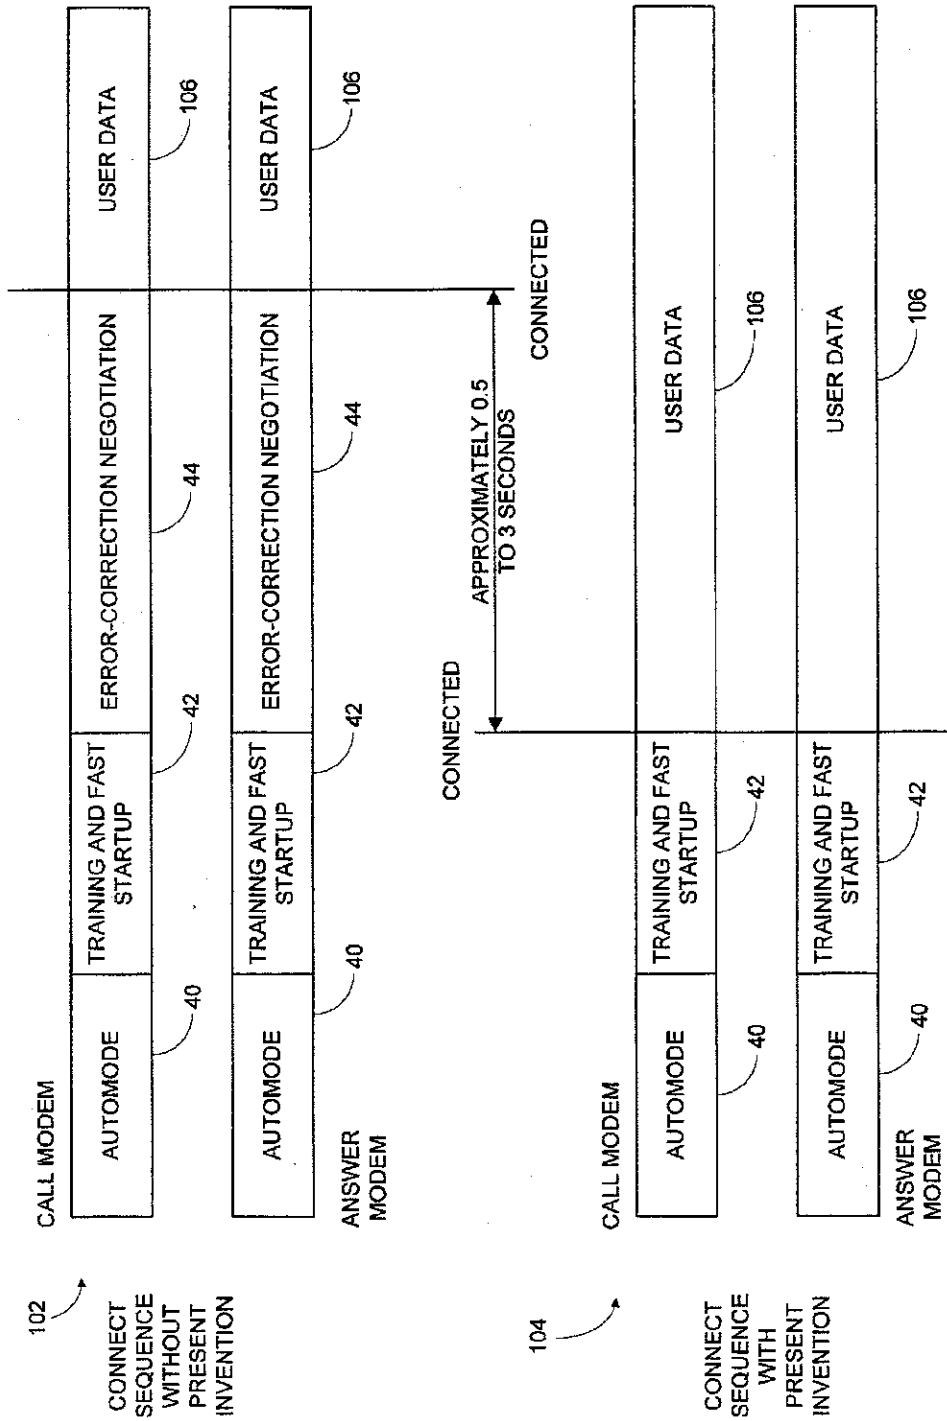 102
CONNECT
SEQUENCE
WITHOUT
PRESENT
INVENTION
CALL MODEM
AUTOMODE
TRAINING AND FAST
STARTUP
ERROR-CORRECTION NEGOTIATION
USER DATA
40
42
44
106
AUTOMODE
TRAINING AND FAST
STARTUP
ERROR-CORRECTION NEGOTIATION
USER DATA
ANSWER
MODEM
40
42
44
106
CONNECTED
APPROXIMATELY 0.5
TO 3 SECONDS
CONNECTED
104
CONNECT
SEQUENCE
WITH
PRESENT
INVENTION
CALL MODEM
AUTOMODE
TRAINING AND FAST
STARTUP
USER DATA
40
42
106
AUTOMODE
TRAINING AND FAST
STARTUP
USER DATA
ANSWER
MODEM
40
42
106